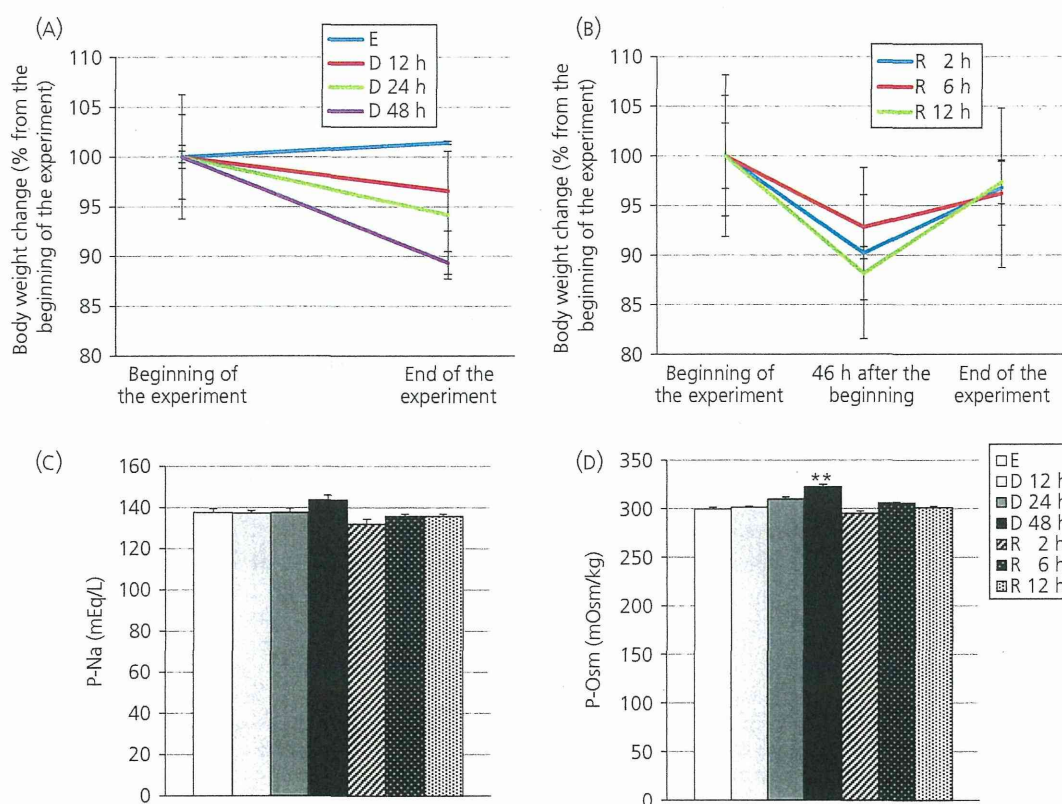 (A)
E
D 12 h
D 24 h
D 48 h
Body weight change (% from the
beginning of the experiment)
110
105
100
95
90
85
80
Beginning of
the experiment
End of the
experiment
(B)
R 2 h
R 6 h
R 12 h
Body weight change (% from the
beginning of the experiment)
110
105
100
95
90
85
80
Beginning of
the experiment
46 h after the
beginning
End of the
experiment
(C)
P-Na (mEq/L)
160
140
120
100
80
60
40
20
0
(D)
P-Osm (mOsm/kg)
350
300
250
200
150
100
50
0
**
E
D 12 h
D 24 h
D 48 h
R 2 h
R 6 h
R 12 h